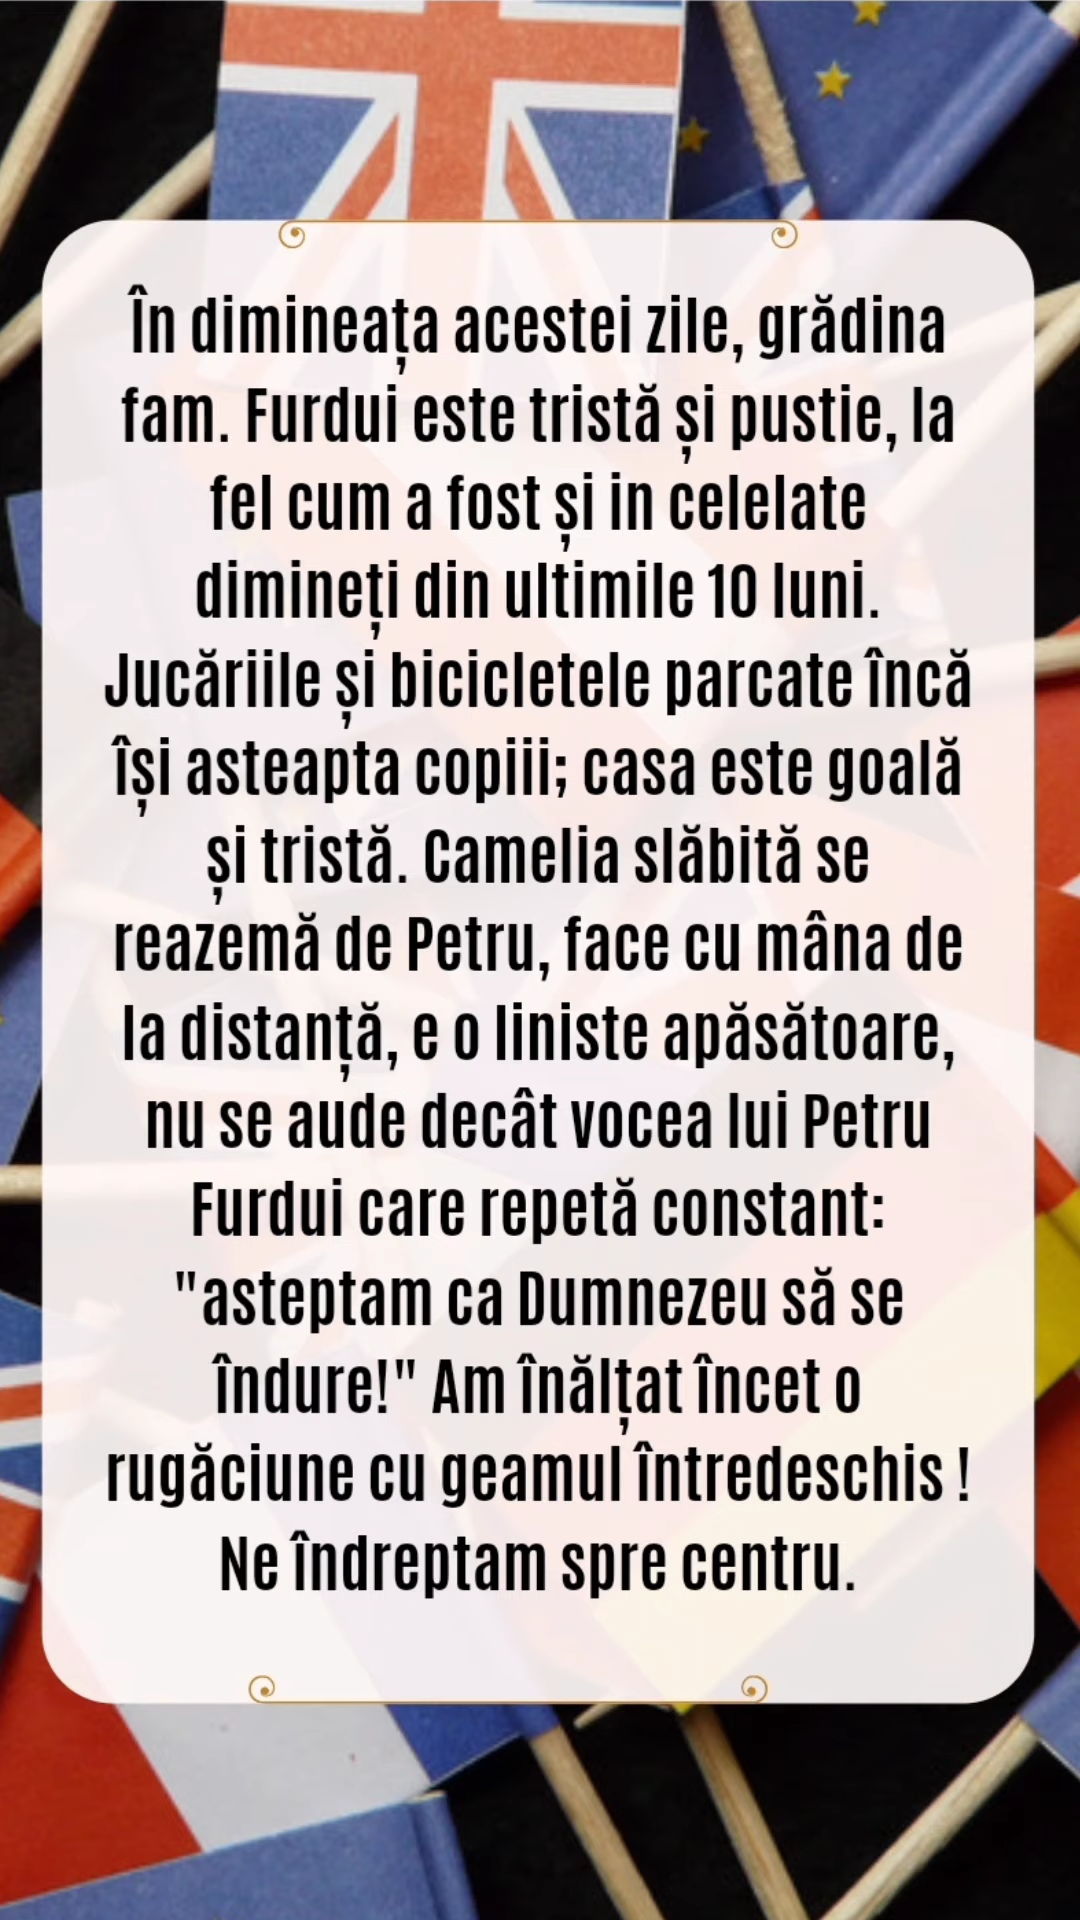 În dimineața acestei zile, grădina
fam. Furdui este tristă și pustie, la
fel cum a fost și in celelate
dimineți din ultimile 10 luni.
Jucăriile și bicicletele parcate încă
își asteapta copiii; casa este goală
și tristă. Camelia slăbită se
reazemă de Petru, face cu mâna de
la distanță, e o liniste apăsătoare,
nu se aude decât vocea lui Petru
Furdui care repetă constant:
"asteptam ca Dumnezeu să se
îndure!" Am înălțat încet o
rugăciune cu geamul întredeschis !
Ne îndreptam spre centru.